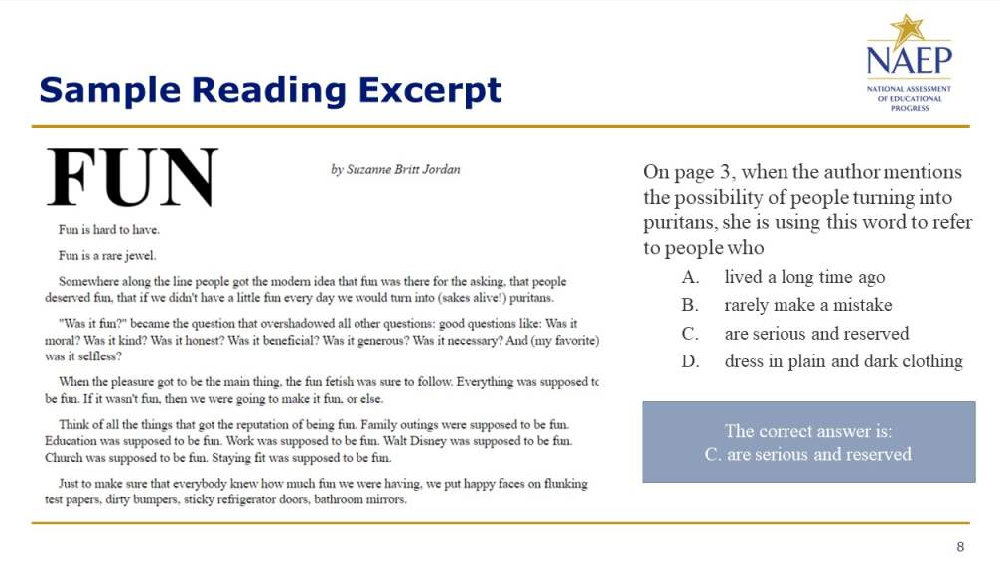 Sample Reading Excerpt
NAEP
NATIONAL ASSESSMENT
OF EDUCATIONAL
PROGRESS
FUN
by Suzanne Britt Jordan
Fun is hard to have.
Fun is a rare jewel.
Somewhere along the line people got the modern idea that fun was there for the asking, that people
deserved fun, that if we didn't have a little fun every day we would turn into (sakes alive!) puritans.
"Was it fun?" became the question that overshadowed all other questions: good questions like: Was it
moral? Was it kind? Was it honest? Was it beneficial? Was it generous? Was it necessary? And (my favorite)
was it selfless?
When the pleasure got to be the main thing, the fun fetish was sure to follow. Everything was supposed to
be fun. If it wasn't fun, then we were going to make it fun, or else.
Think of all the things that got the reputation of being fun. Family outings were supposed to be fun.
Education was supposed to be fun. Work was supposed to be fun. Walt Disney was supposed to be fun.
Church was supposed to be fun. Staying fit was supposed to be fun.
Just to make sure that everybody knew how much fun we were having, we put happy faces on flunking
test papers, dirty bumpers, sticky refrigerator doors, bathroom mirrors.
On page 3, when the author mentions
the possibility of people turning into
puritans, she is using this word to refer
to people who
A. lived a long time ago
B. rarely make a mistake
C. are serious and reserved
D. dress in plain and dark clothing
The correct answer is:
C. are serious and reserved
8